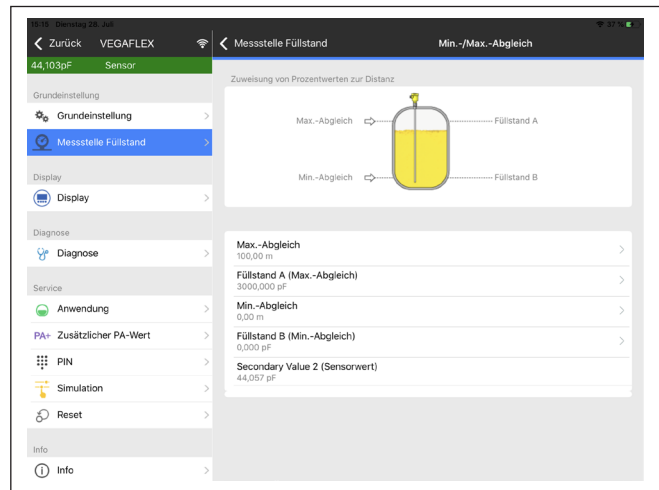 15:15 Dienstag 28. Juli
37 %
Zurück VEGAFLEX
Messstelle Füllstand
Min.-/Max.-Abgleich
44,103pF Sensor
Grundeinstellung
Grundeinstellung
Messstelle Füllstand
Display
Display
Diagnose
Diagnose
Service
Anwendung
PA+ Zusätzlicher PA-Wert
PIN
Simulation
Reset
Info
Info
Zuweisung von Prozentwerten zur Distanz
Max.-Abgleich
Füllstand A
Min.-Abgleich
Füllstand B
Max.-Abgleich
100,00 m
Füllstand A (Max.-Abgleich)
3000,000 pF
Min.-Abgleich
0,00 m
Füllstand B (Min.-Abgleich)
0,000 pF
Secondary Value 2 (Sensorwert)
44,057 pF